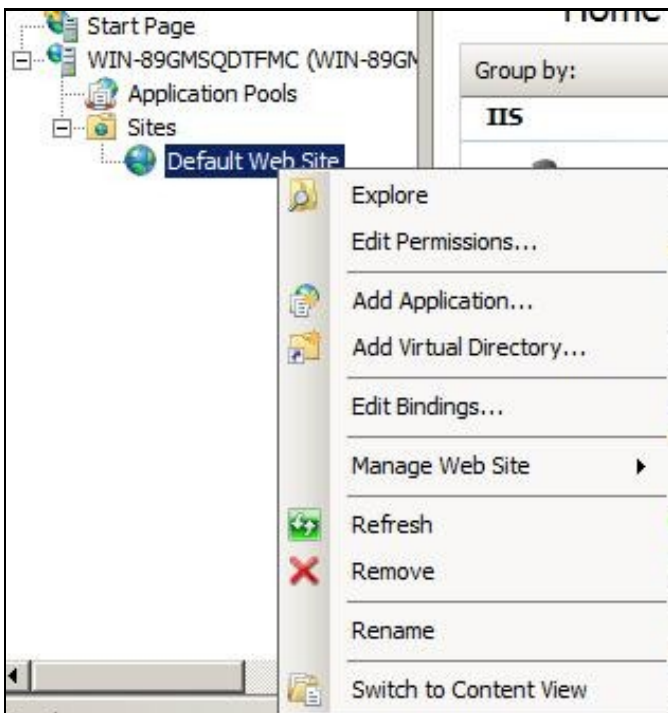 Start Page
WIN-89GMSQDTFMC (WIN-89GM
Application Pools
Sites
Default Web Site
Home
Group by:
IIS
Explore
Edit Permissions...
Add Application...
Add Virtual Directory...
Edit Bindings...
Manage Web Site
Refresh
Remove
Rename
Switch to Content View